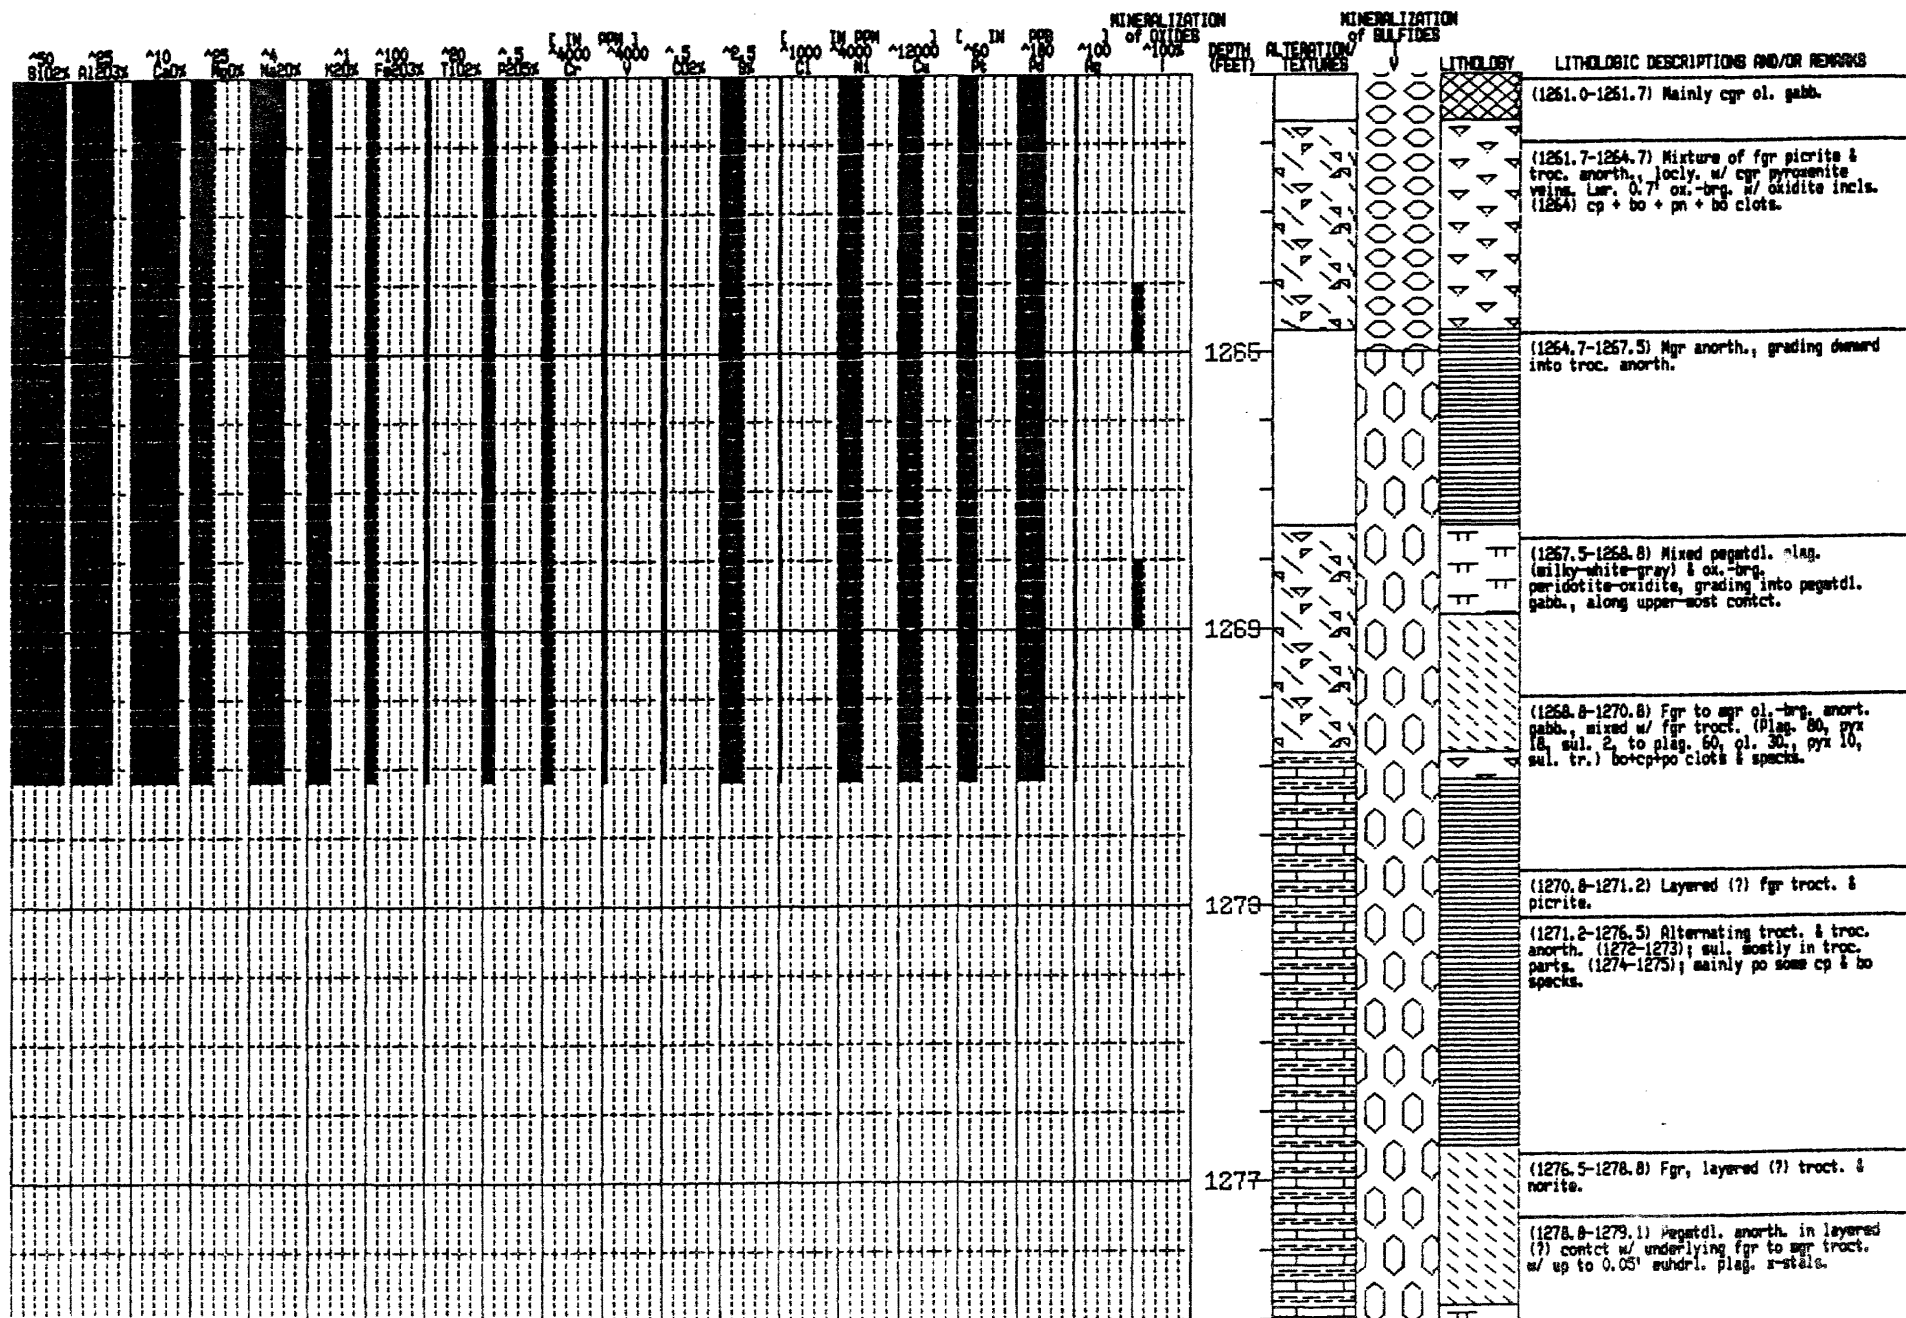 MINERALIZATION
of OXIDES
MINERALIZATION
of SULFIDES
[ IN PPM ]
[ IN PPM ]
[ IN PPB ]
^50 ^25 ^10 ^25 ^4 ^1 ^100 ^20 ^.5 ^4000 ^4000 ^.5 ^2.5 ^1000 ^4000 ^12000 ^60 ^180 ^100 ^100%
SiO2% Al2O3% CaO% MgO% Na2O% K2O% Fe2O3% TiO2% P2O5% Cr V CO2% S% Cl Ni Cu Pt Pd Au
DEPTH
(FEET)
ALTERATION/
TEXTURES
LITHOLOGY
LITHOLOGIC DESCRIPTIONS AND/OR REMARKS
(1261.0-1261.7) Mainly cgr ol. gabb.
(1261.7-1264.7) Mixture of fgr picrite &
troc. anorth., locly. w/ cgr pyroxenite
veins. Lwr. 0.7' ox.-brg. w/ oxidite incls.
(1264) cp + bo + pn + bo clots.
1265
(1264.7-1267.5) Mgr anorth., grading dwnwrd
into troc. anorth.
(1267.5-1268.8) Mixed pegmtdl. plag.
(milky-white-gray) & ox.-brg.
peridotite-oxidite, grading into pegmtdl.
gabb., along upper-most contct.
1269
(1268.8-1270.8) Fgr to mgr ol.-brg. anort.
gabb., mixed w/ fgr troct. (Plag. 80, pyx
18, sul. 2, to plag. 60, ol. 30., pyx 10,
sul. tr.) bo+cp+po clots & specks.
(1270.8-1271.2) Layered (?) fgr troct. &
picrite.
1273
(1271.2-1276.5) Alternating troct. & troc.
anorth. (1272-1273); sul. mostly in troc.
parts. (1274-1275); mainly po some cp & bo
specks.
(1276.5-1278.8) Fgr, layered (?) troct. &
norite.
1277
(1278.8-1279.1) Pegmtdl. anorth. in layered
(?) contct w/ underlying fgr to mgr troct.
w/ up to 0.05' euhdrl. plag. x-stals.